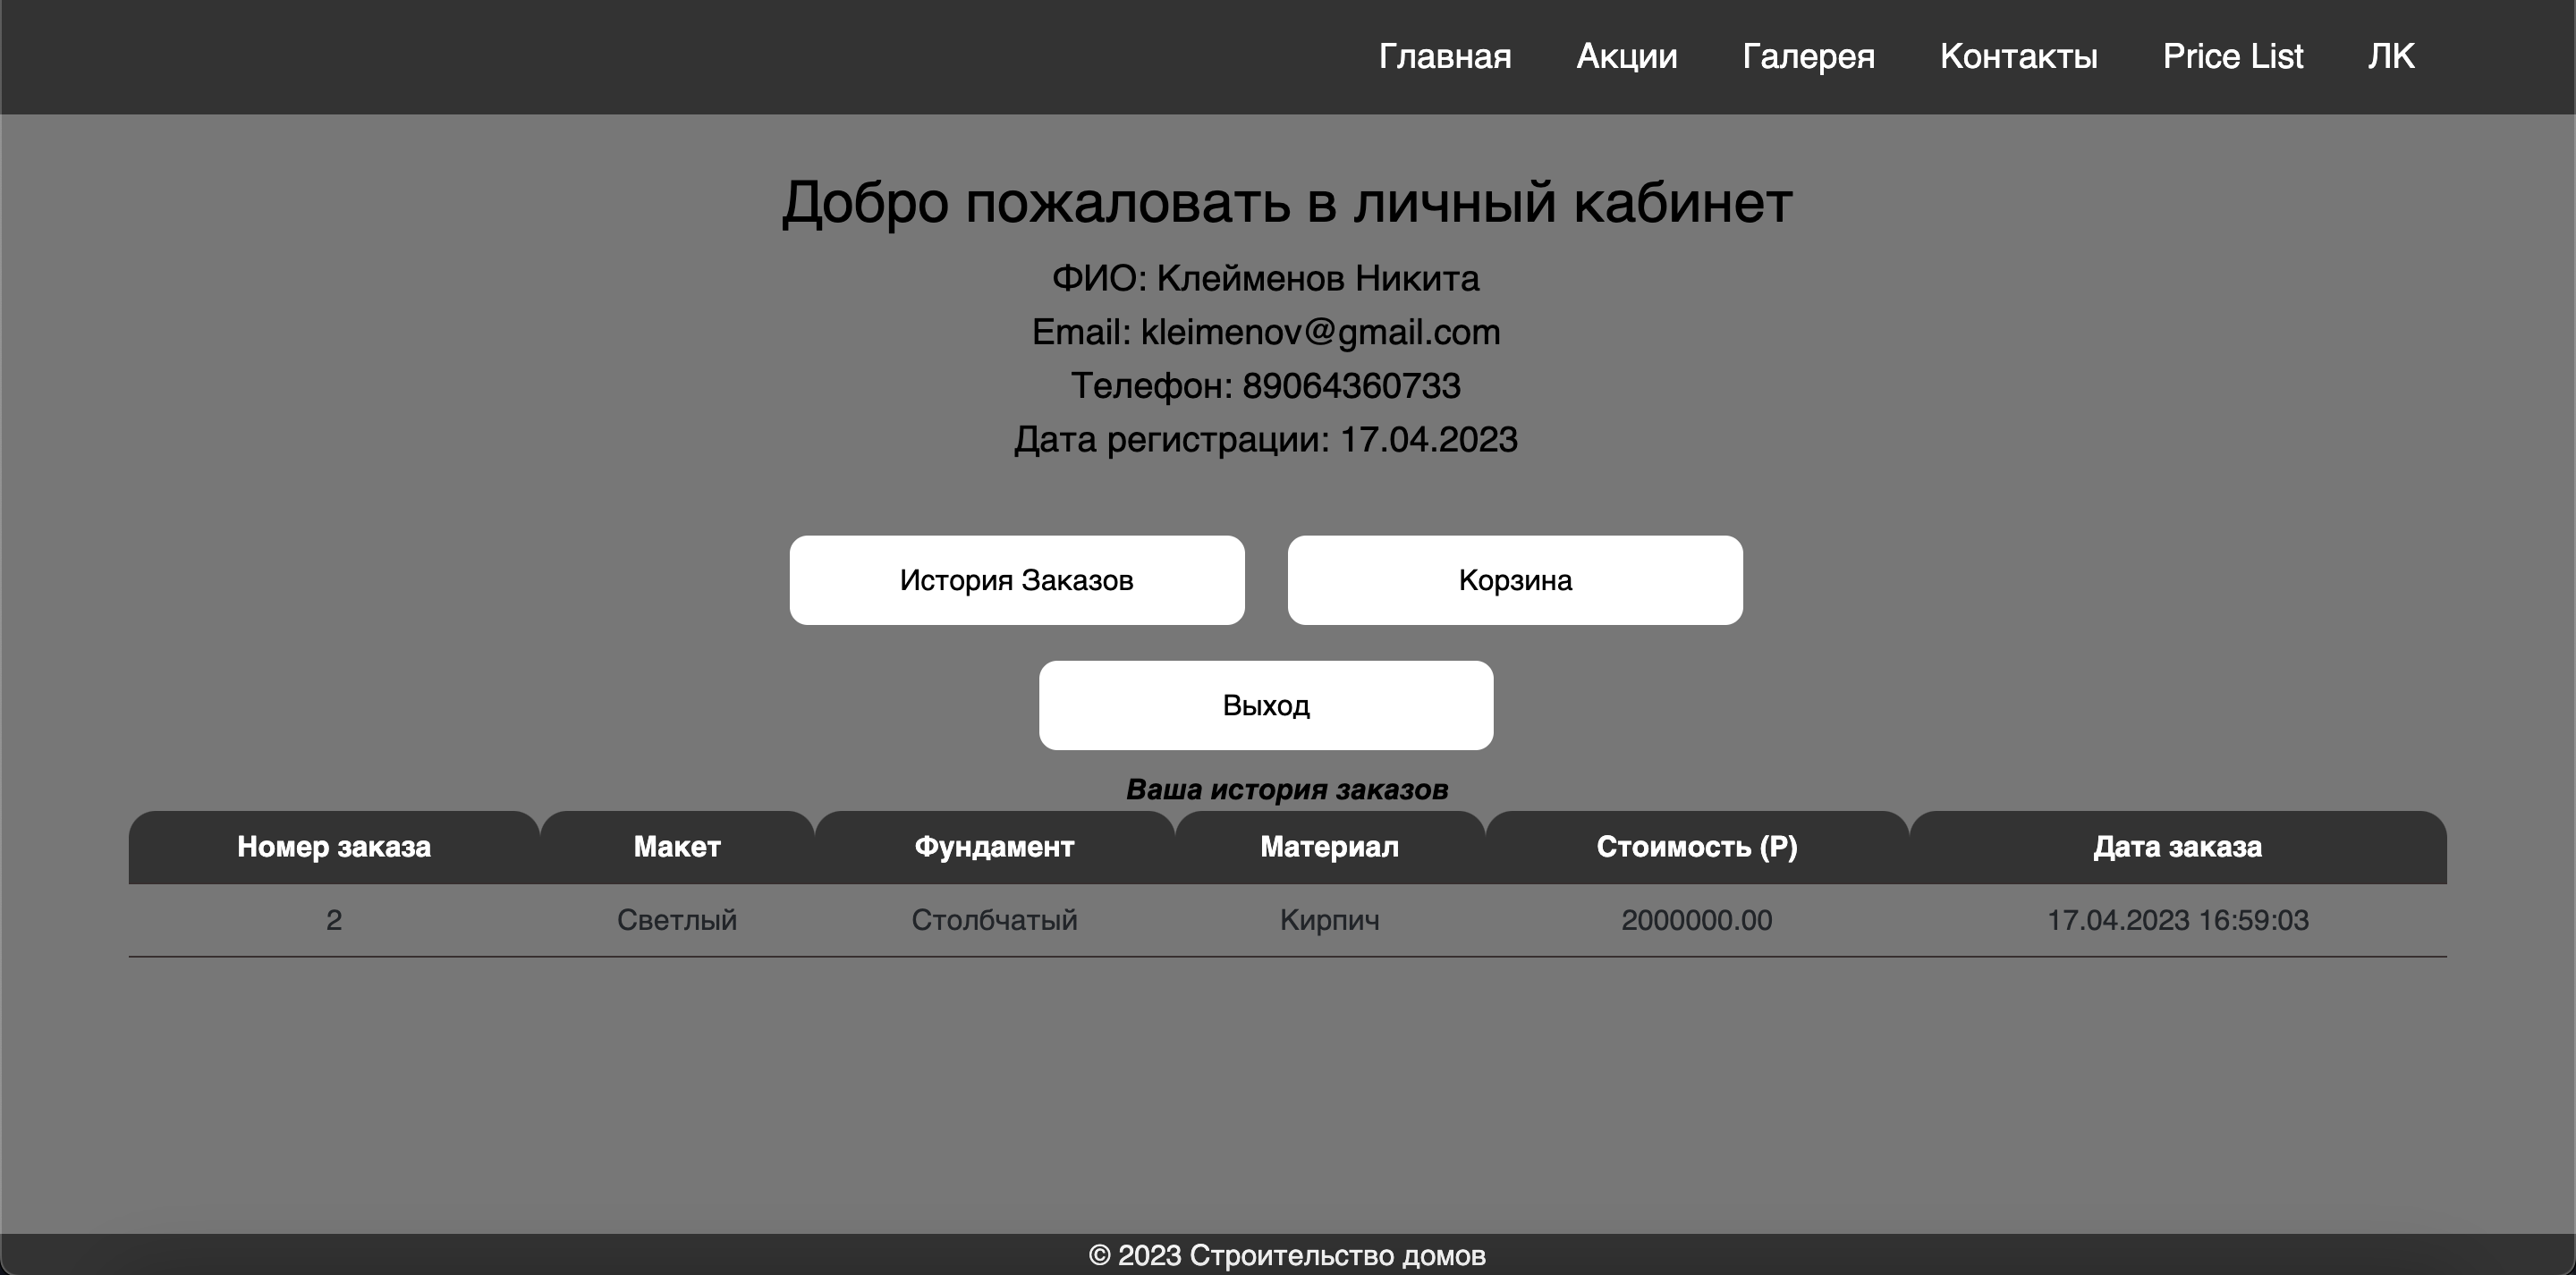 Главная Акции Галерея Контакты Price List ЛК
Добро пожаловать в личный кабинет
ФИО: Клейменов Никита
Email: kleimenov@gmail.com
Телефон: 89064360733
Дата регистрации: 17.04.2023
История Заказов Корзина
Выход
Ваша история заказов
Номер заказа Макет Фундамент Материал Стоимость (Р) Дата заказа
2 Светлый Столбчатый Кирпич 2000000.00 17.04.2023 16:59:03
© 2023 Строительство домов